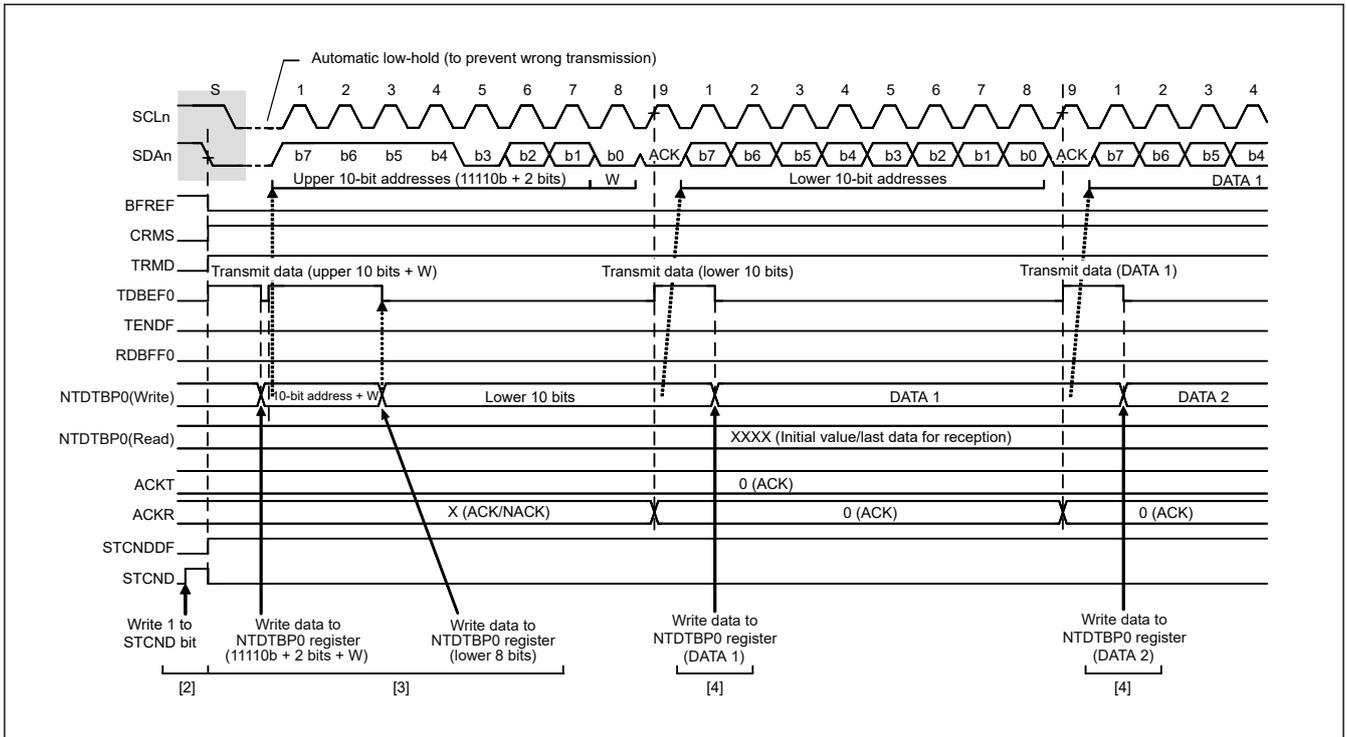 Automatic low-hold (to prevent wrong transmission)
S 1 2 3 4 5 6 7 8 9 1 2 3 4 5 6 7 8 9 1 2 3 4
SCLn
SDAn b7 b6 b5 b4 b3 b2 b1 b0 ACK b7 b6 b5 b4 b3 b2 b1 b0 ACK b7 b6 b5 b4
Upper 10-bit addresses (11110b + 2 bits) W Lower 10-bit addresses DATA 1
BFREF
CRMS
TRMD
Transmit data (upper 10 bits + W) Transmit data (lower 10 bits) Transmit data (DATA 1)
TDBEF0
TENDF
RDBFF0
NTDTBP0(Write) 10-bit address + W Lower 10 bits DATA 1 DATA 2
NTDTBP0(Read) XXXX (Initial value/last data for reception)
ACKT 0 (ACK)
ACKR X (ACK/NACK) 0 (ACK) 0 (ACK)
STCNDDF
STCND
Write 1 to
STCND bit
Write data to
NTDTBP0 register
(11110b + 2 bits + W)
Write data to
NTDTBP0 register
(lower 8 bits)
Write data to
NTDTBP0 register
(DATA 1)
Write data to
NTDTBP0 register
(DATA 2)
[2] [3] [4] [4]